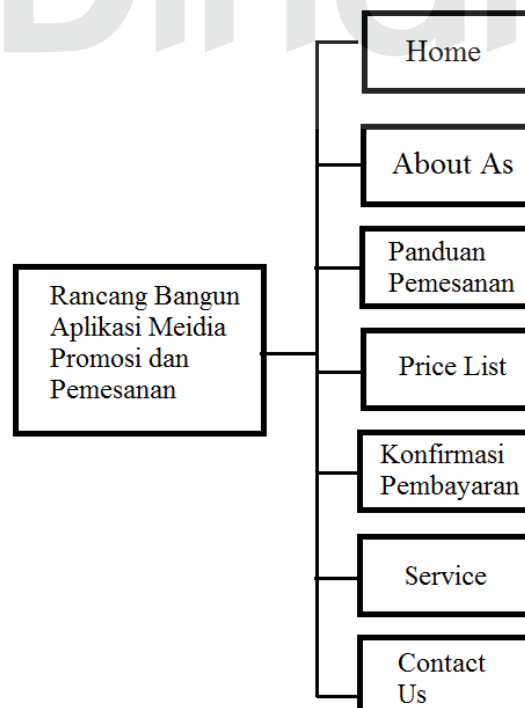 Home
About As
Panduan
Pemesanan
Rancang Bangun
Aplikasi Meidia
Promosi dan
Pemesanan
Price List
Konfirmasi
Pembayaran
Service
Contact
Us